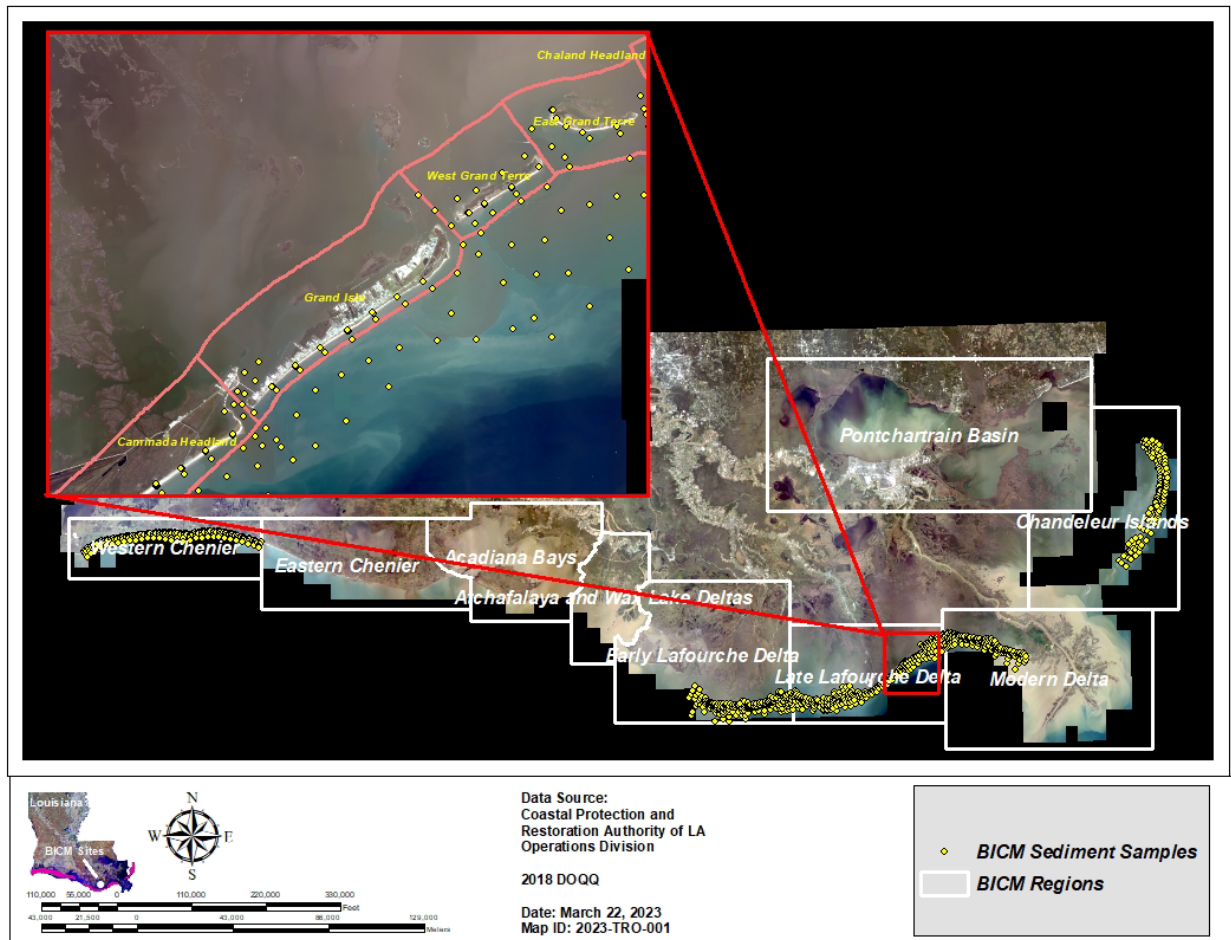 Chaland Headland
East Grand Terre
West Grand Terre
Grand Isle
Caminada Headland
Pontchartrain Basin
Chandeleur Islands
Western Chenier
Eastern Chenier
Acadiana Bays
Atchafalaya and Wax Lake Deltas
Early Lafourche Delta
Late Lafourche Delta
Modern Delta
Louisiana
BICM Sites
N
W
E
S
110,000 55,000 0 110,000 220,000 330,000
Feet
43,000 21,500 0 43,000 86,000 129,000
Meters
Data Source:
Coastal Protection and
Restoration Authority of LA
Operations Division
2018 DOQQ
Date: March 22, 2023
Map ID: 2023-TRO-001
BICM Sediment Samples
BICM Regions